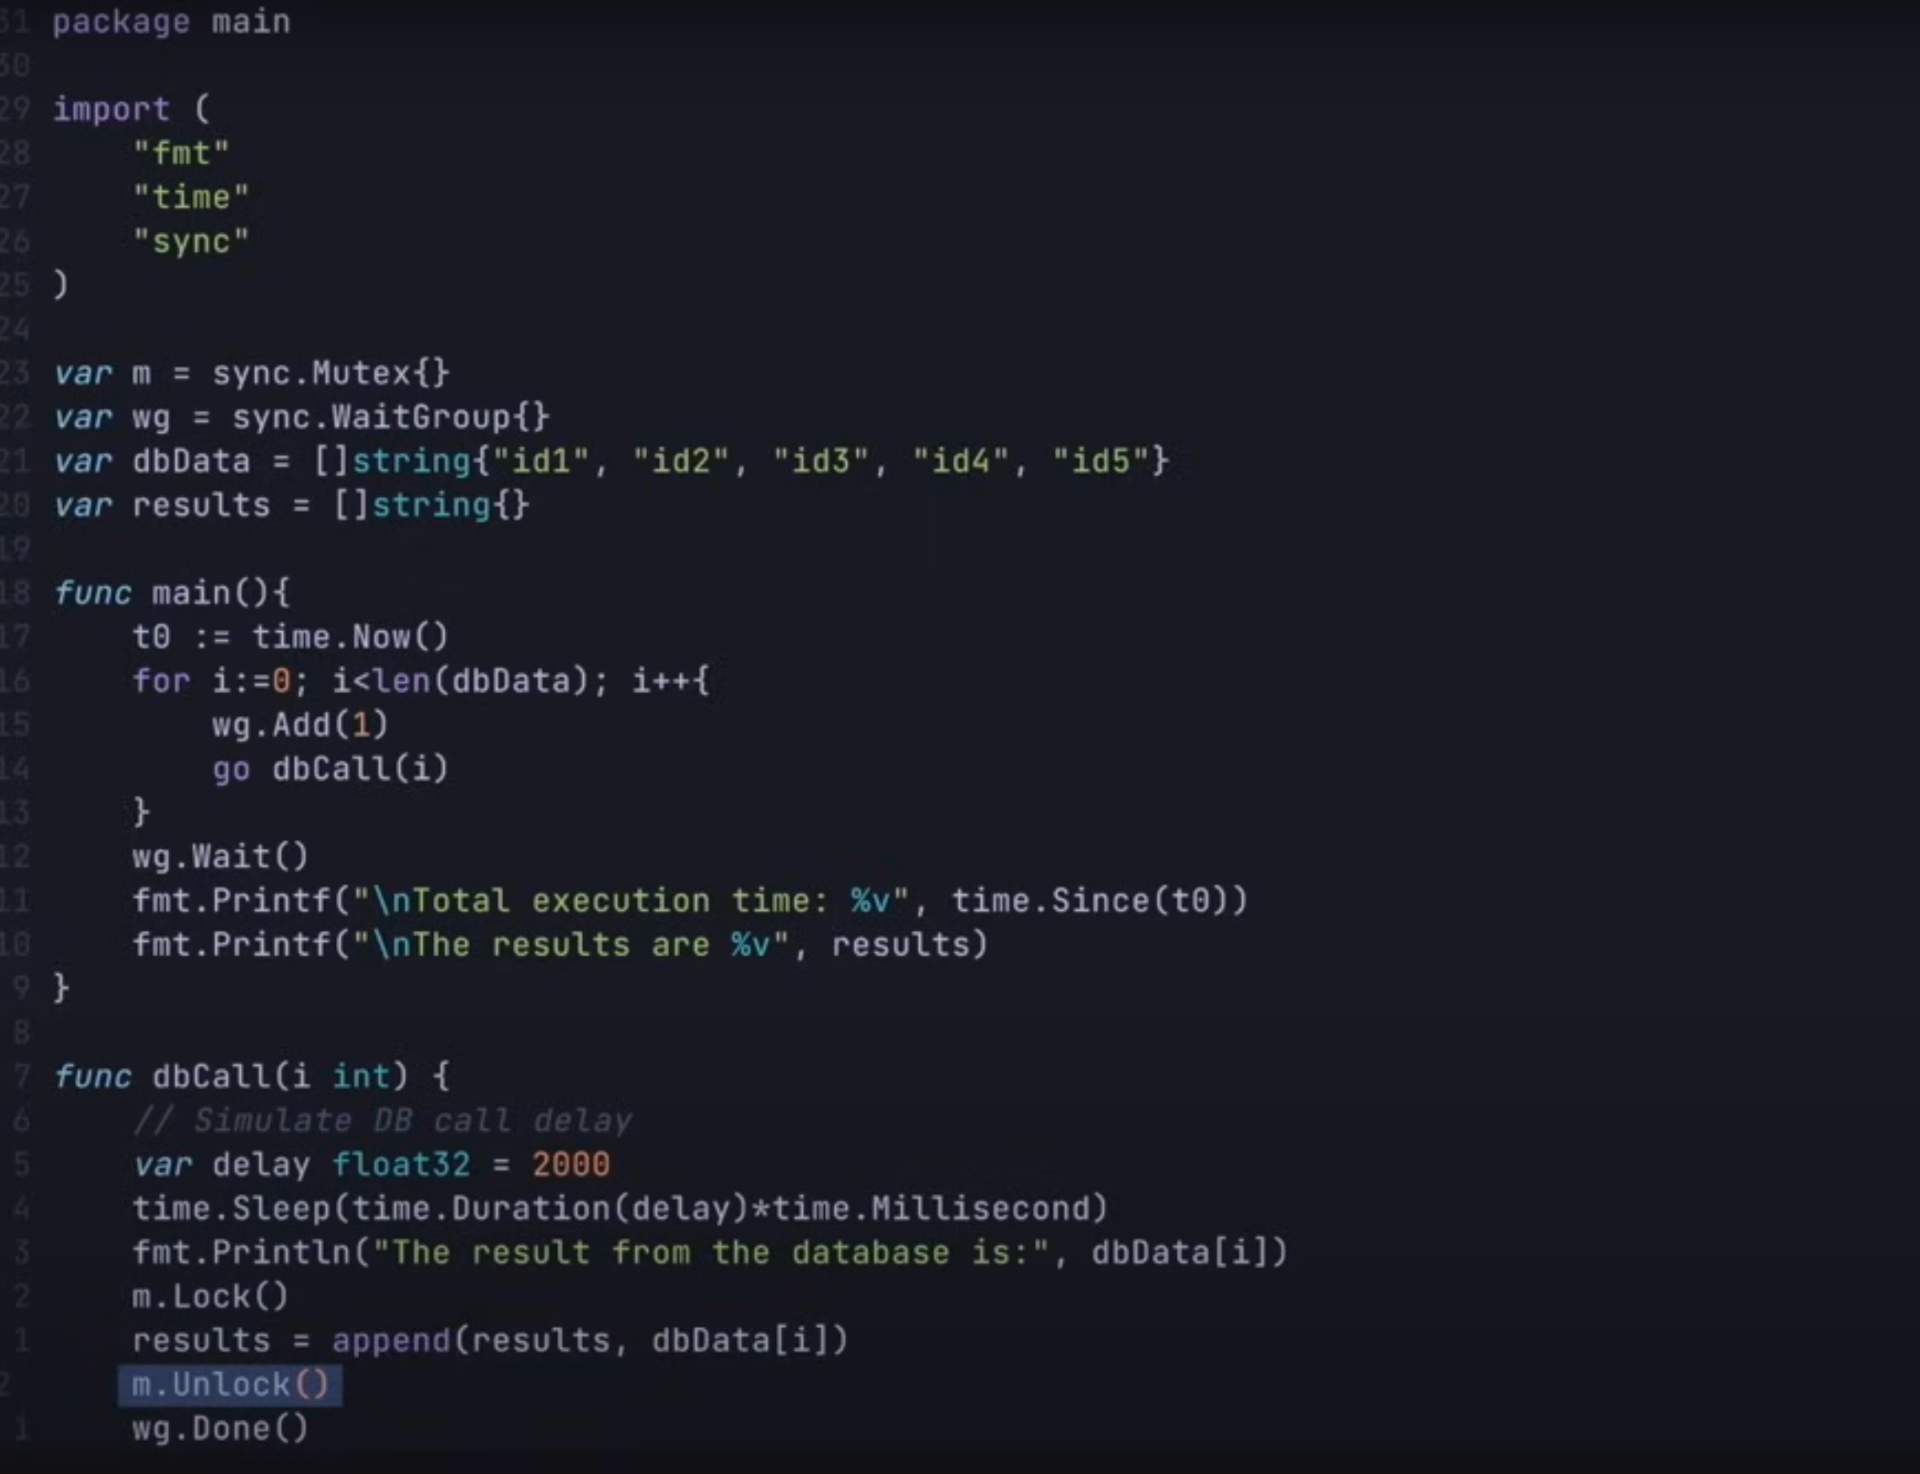 31 package main
30
29 import (
28     "fmt"
27     "time"
26     "sync"
25 )
24
23 var m = sync.Mutex{}
22 var wg = sync.WaitGroup{}
21 var dbData = []string{"id1", "id2", "id3", "id4", "id5"}
20 var results = []string{}
19
18 func main(){
17     t0 := time.Now()
16     for i:=0; i<len(dbData); i++{
15         wg.Add(1)
14         go dbCall(i)
13     }
12     wg.Wait()
11     fmt.Printf("\nTotal execution time: %v", time.Since(t0))
10     fmt.Printf("\nThe results are %v", results)
9 }
8
7 func dbCall(i int) {
6     // Simulate DB call delay
5     var delay float32 = 2000
4     time.Sleep(time.Duration(delay)*time.Millisecond)
3     fmt.Println("The result from the database is:", dbData[i])
2     m.Lock()
1     results = append(results, dbData[i])
2     m.Unlock()
1     wg.Done()